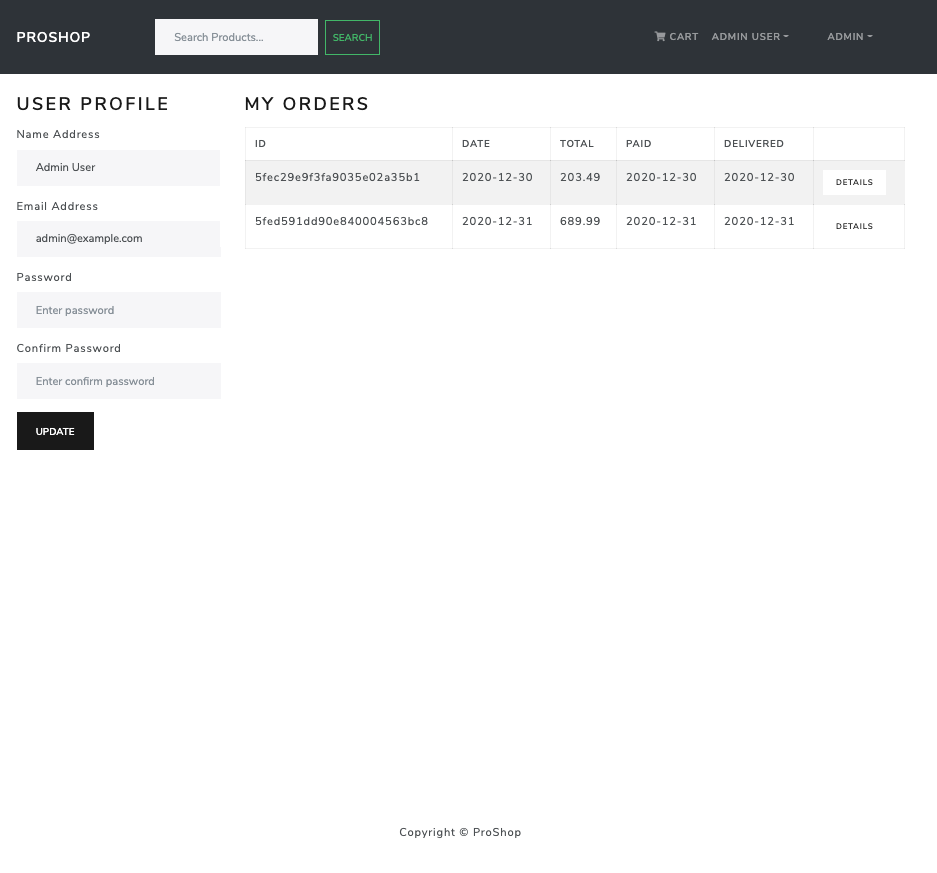 PROSHOP
Search Products...
SEARCH
CART
ADMIN USER
ADMIN
USER PROFILE
Name Address
Admin User
Email Address
admin@example.com
Password
Enter password
Confirm Password
Enter confirm password
UPDATE
MY ORDERS
ID DATE TOTAL PAID DELIVERED
5fec29e9f3fa9035e02a35b1 2020-12-30 203.49 2020-12-30 2020-12-30 DETAILS
5fed591dd90e840004563bc8 2020-12-31 689.99 2020-12-31 2020-12-31 DETAILS
Copyright © ProShop